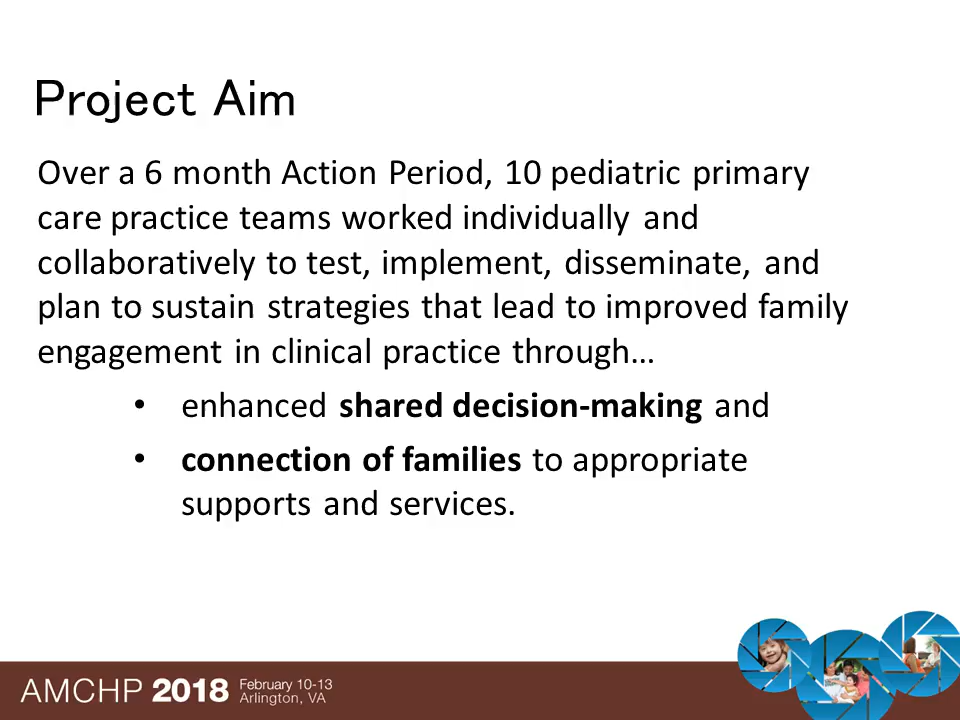 Project Aim
Over a 6 month Action Period, 10 pediatric primary
care practice teams worked individually and
collaboratively to test, implement, disseminate, and
plan to sustain strategies that lead to improved family
engagement in clinical practice through…
• enhanced shared decision-making and
• connection of families to appropriate
supports and services.
AMCHP 2018 February 10-13
Arlington, VA